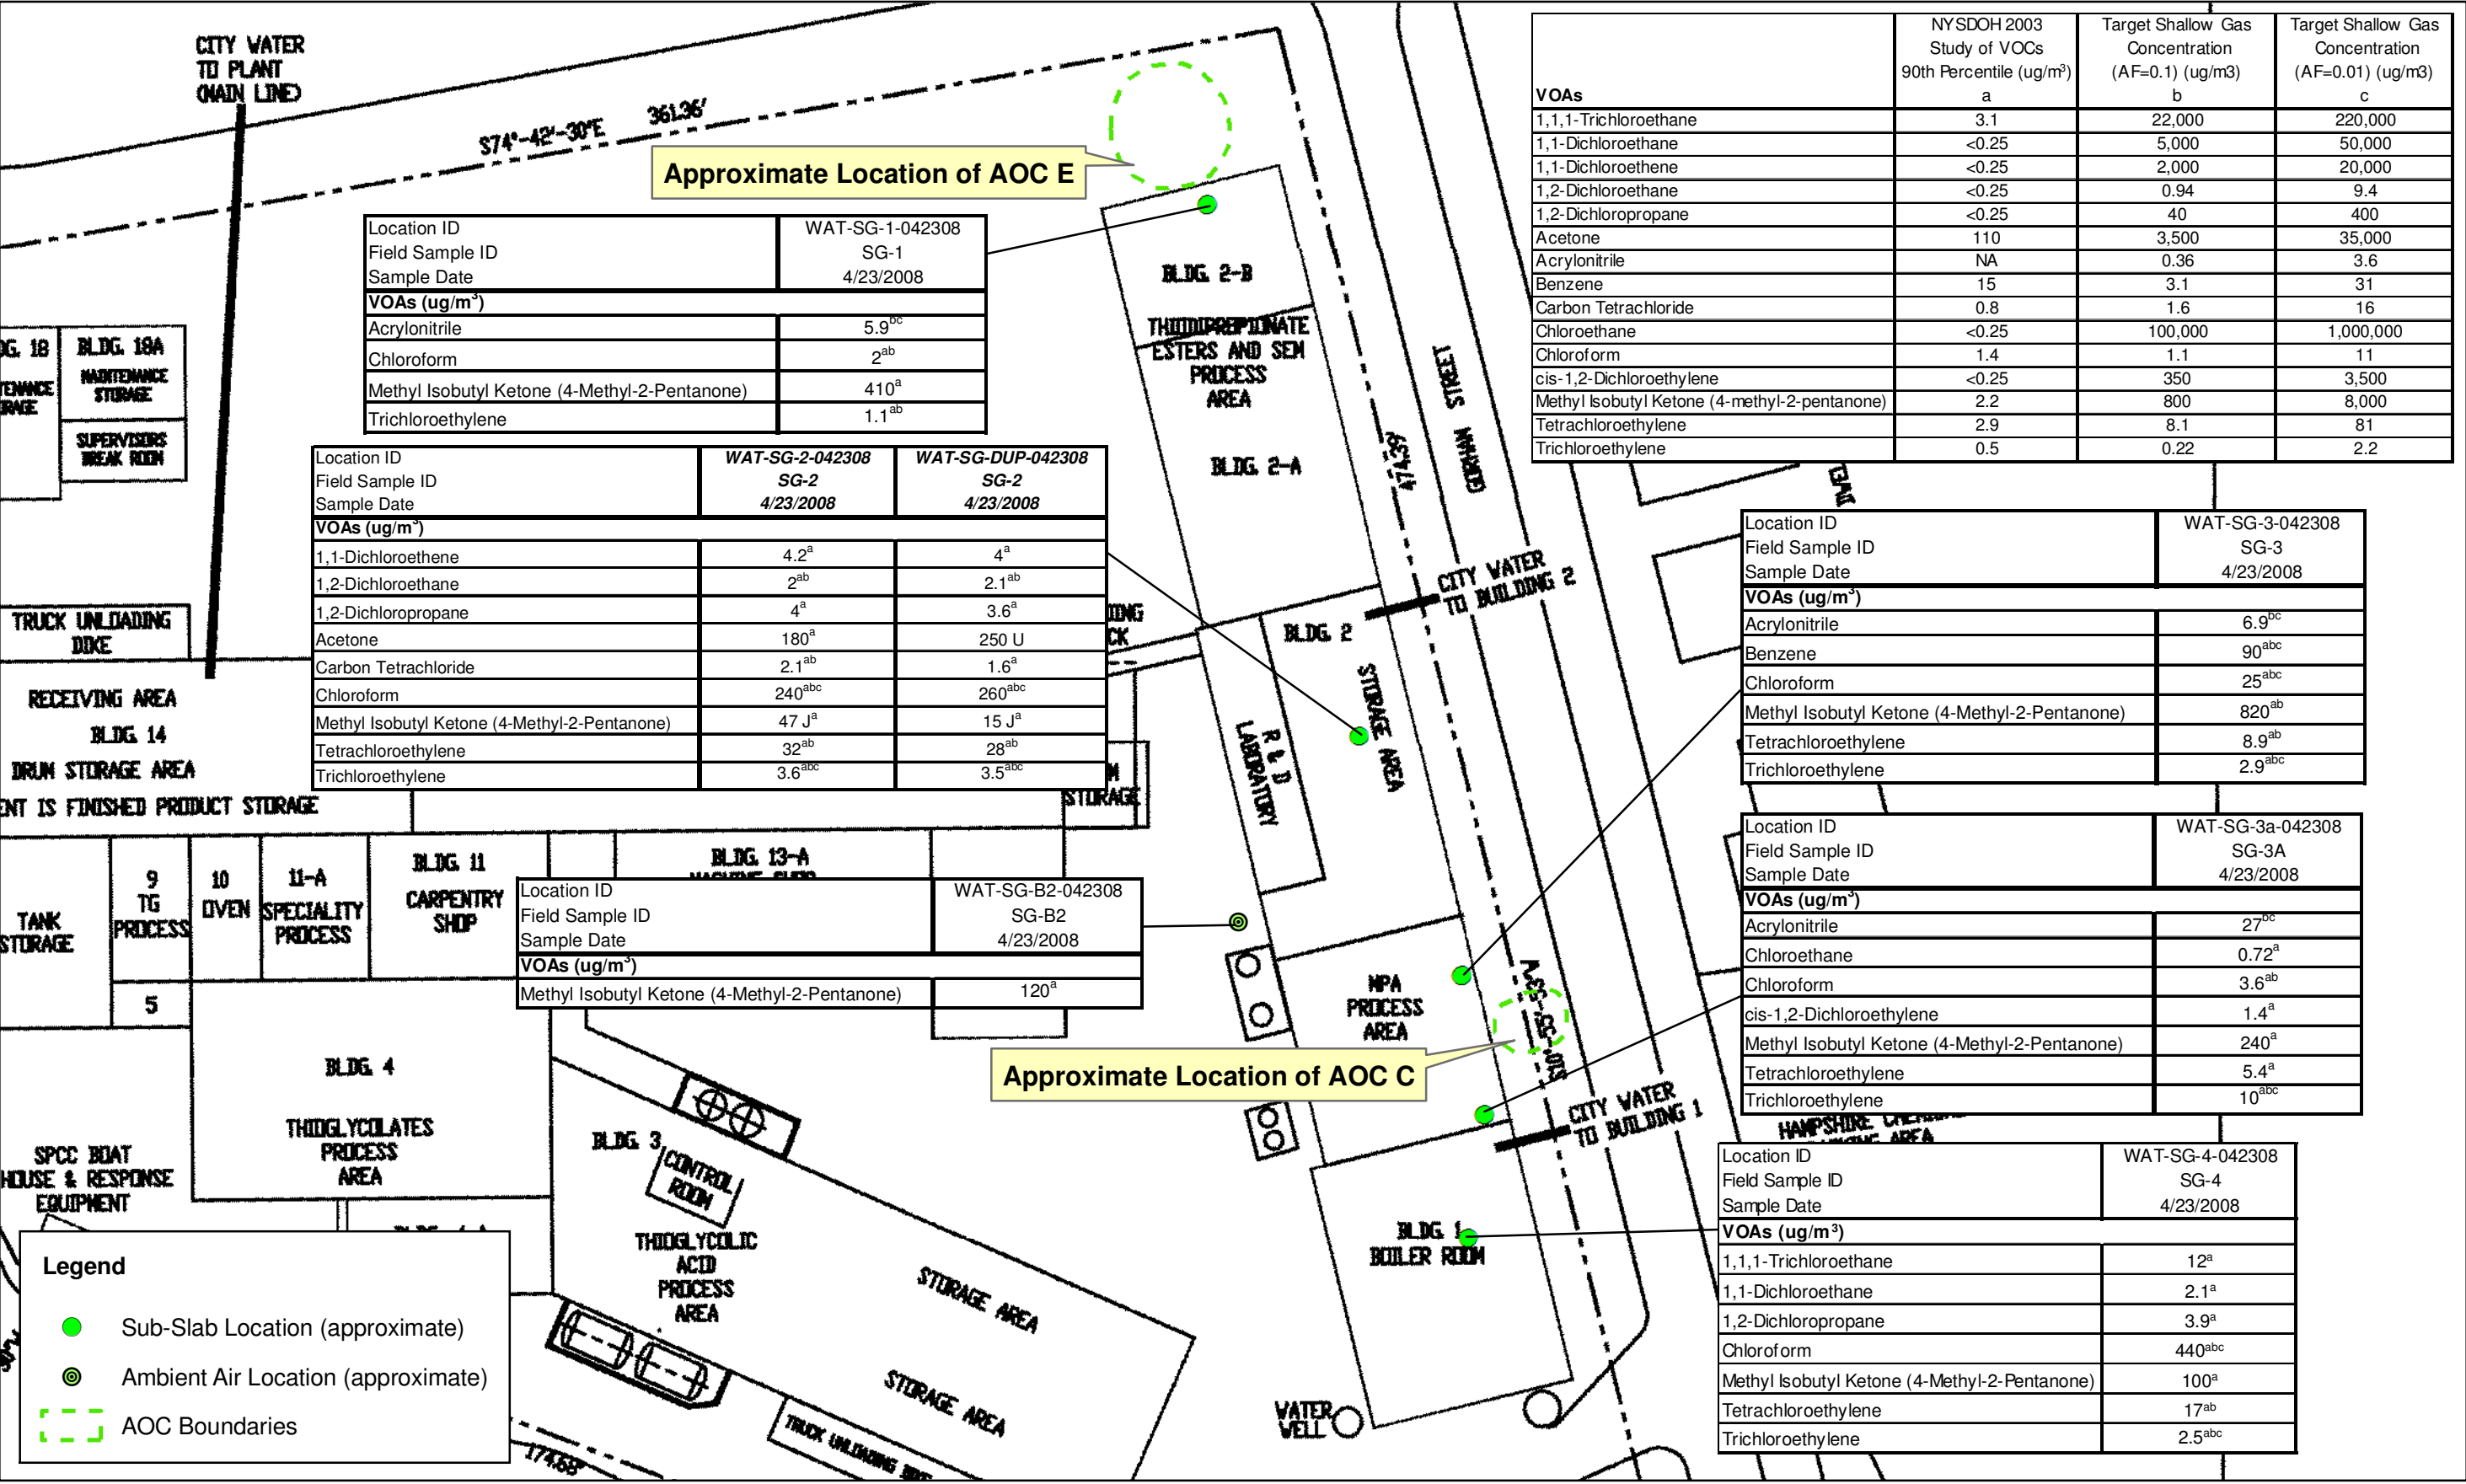 CITY WATER
TO PLANT
(MAIN LINE)
S74°-42'-30"E 361.36'
Approximate Location of AOC E
VOAs | NYSDOH 2003 Study of VOCs 90th Percentile (ug/m³) a | Target Shallow Gas Concentration (AF=0.1) (ug/m3) b | Target Shallow Gas Concentration (AF=0.01) (ug/m3) c
1,1,1-Trichloroethane 3.1 22,000 220,000
1,1-Dichloroethane <0.25 5,000 50,000
1,1-Dichloroethene <0.25 2,000 20,000
1,2-Dichloroethane <0.25 0.94 9.4
1,2-Dichloropropane <0.25 40 400
Acetone 110 3,500 35,000
Acrylonitrile NA 0.36 3.6
Benzene 15 3.1 31
Carbon Tetrachloride 0.8 1.6 16
Chloroethane <0.25 100,000 1,000,000
Chloroform 1.4 1.1 11
cis-1,2-Dichloroethylene <0.25 350 3,500
Methyl Isobutyl Ketone (4-methyl-2-pentanone) 2.2 800 8,000
Tetrachloroethylene 2.9 8.1 81
Trichloroethylene 0.5 0.22 2.2
Location ID WAT-SG-1-042308
Field Sample ID SG-1
Sample Date 4/23/2008
VOAs (ug/m³)
Acrylonitrile 5.9bc
Chloroform 2ab
Methyl Isobutyl Ketone (4-Methyl-2-Pentanone) 410a
Trichloroethylene 1.1ab
BLDG. 2-B
THIODIPROPIONATE
ESTERS AND SEM
PROCESS
AREA
BLDG. 2-A
GORMAN STREET
474.39'
DG. 18
TENANCE
RAGE
BLDG. 18A
MAINTENANCE
STORAGE
SUPERVISORS
BREAK ROOM
Location ID WAT-SG-2-042308 WAT-SG-DUP-042308
Field Sample ID SG-2 SG-2
Sample Date 4/23/2008 4/23/2008
VOAs (ug/m³)
1,1-Dichloroethene 4.2a 4a
1,2-Dichloroethane 2ab 2.1ab
1,2-Dichloropropane 4a 3.6a
Acetone 180a 250 U
Carbon Tetrachloride 2.1ab 1.6a
Chloroform 240abc 260abc
Methyl Isobutyl Ketone (4-Methyl-2-Pentanone) 47 Ja 15 Ja
Tetrachloroethylene 32ab 28ab
Trichloroethylene 3.6abc 3.5abc
Location ID WAT-SG-3-042308
Field Sample ID SG-3
Sample Date 4/23/2008
VOAs (ug/m³)
Acrylonitrile 6.9bc
Benzene 90abc
Chloroform 25abc
Methyl Isobutyl Ketone (4-Methyl-2-Pentanone) 820ab
Tetrachloroethylene 8.9ab
Trichloroethylene 2.9abc
CITY WATER
TO BUILDING 2
BLDG. 2
STORAGE AREA
R & D
LABORATORY
DING
CK
M
STORAGE
TRUCK UNLOADING
DIKE
RECEIVING AREA
BLDG. 14
DRUM STORAGE AREA
ENT IS FINISHED PRODUCT STORAGE
TANK
STORAGE
9
TG
PROCESS
10
OVEN
11-A
SPECIALITY
PROCESS
BLDG. 11
CARPENTRY
SHOP
BLDG. 13-A
5
Location ID WAT-SG-B2-042308
Field Sample ID SG-B2
Sample Date 4/23/2008
VOAs (ug/m³)
Methyl Isobutyl Ketone (4-Methyl-2-Pentanone) 120a
Location ID WAT-SG-3a-042308
Field Sample ID SG-3A
Sample Date 4/23/2008
VOAs (ug/m³)
Acrylonitrile 27bc
Chloroethane 0.72a
Chloroform 3.6ab
cis-1,2-Dichloroethylene 1.4a
Methyl Isobutyl Ketone (4-Methyl-2-Pentanone) 240a
Tetrachloroethylene 5.4a
Trichloroethylene 10abc
MPA
PROCESS
AREA
Approximate Location of AOC C
CITY WATER
TO BUILDING 1
HAMPSHIRE
AREA
BLDG. 4
THIOGLYCOLATES
PROCESS
AREA
SPCC BOAT
HOUSE & RESPONSE
EQUIPMENT
BLDG. 3
CONTROL
ROOM
THIOGLYCOLIC
ACID
PROCESS
AREA
STORAGE AREA
STORAGE AREA
BLDG. 1
BOILER ROOM
WATER
WELL
TRUCK UNLOADING
174.68'
Location ID WAT-SG-4-042308
Field Sample ID SG-4
Sample Date 4/23/2008
VOAs (ug/m³)
1,1,1-Trichloroethane 12a
1,1-Dichloroethane 2.1a
1,2-Dichloropropane 3.9a
Chloroform 440abc
Methyl Isobutyl Ketone (4-Methyl-2-Pentanone) 100a
Tetrachloroethylene 17ab
Trichloroethylene 2.5abc
Legend
Sub-Slab Location (approximate)
Ambient Air Location (approximate)
AOC Boundaries